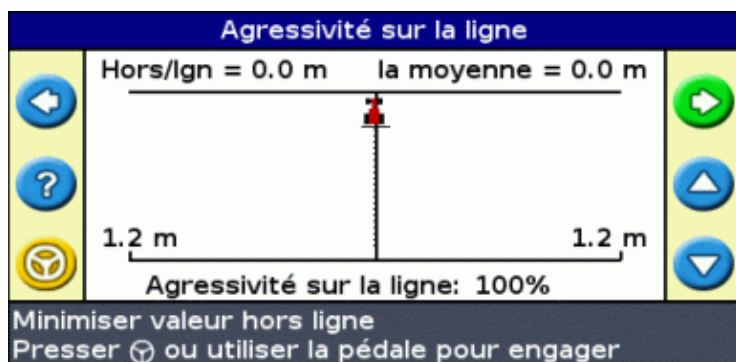 Agressivité sur la ligne
Hors/lgn = 0.0 m la moyenne = 0.0 m
?
1.2 m 1.2 m
Agressivité sur la ligne: 100%
Minimiser valeur hors ligne
Presser ou utiliser la pédale pour engager